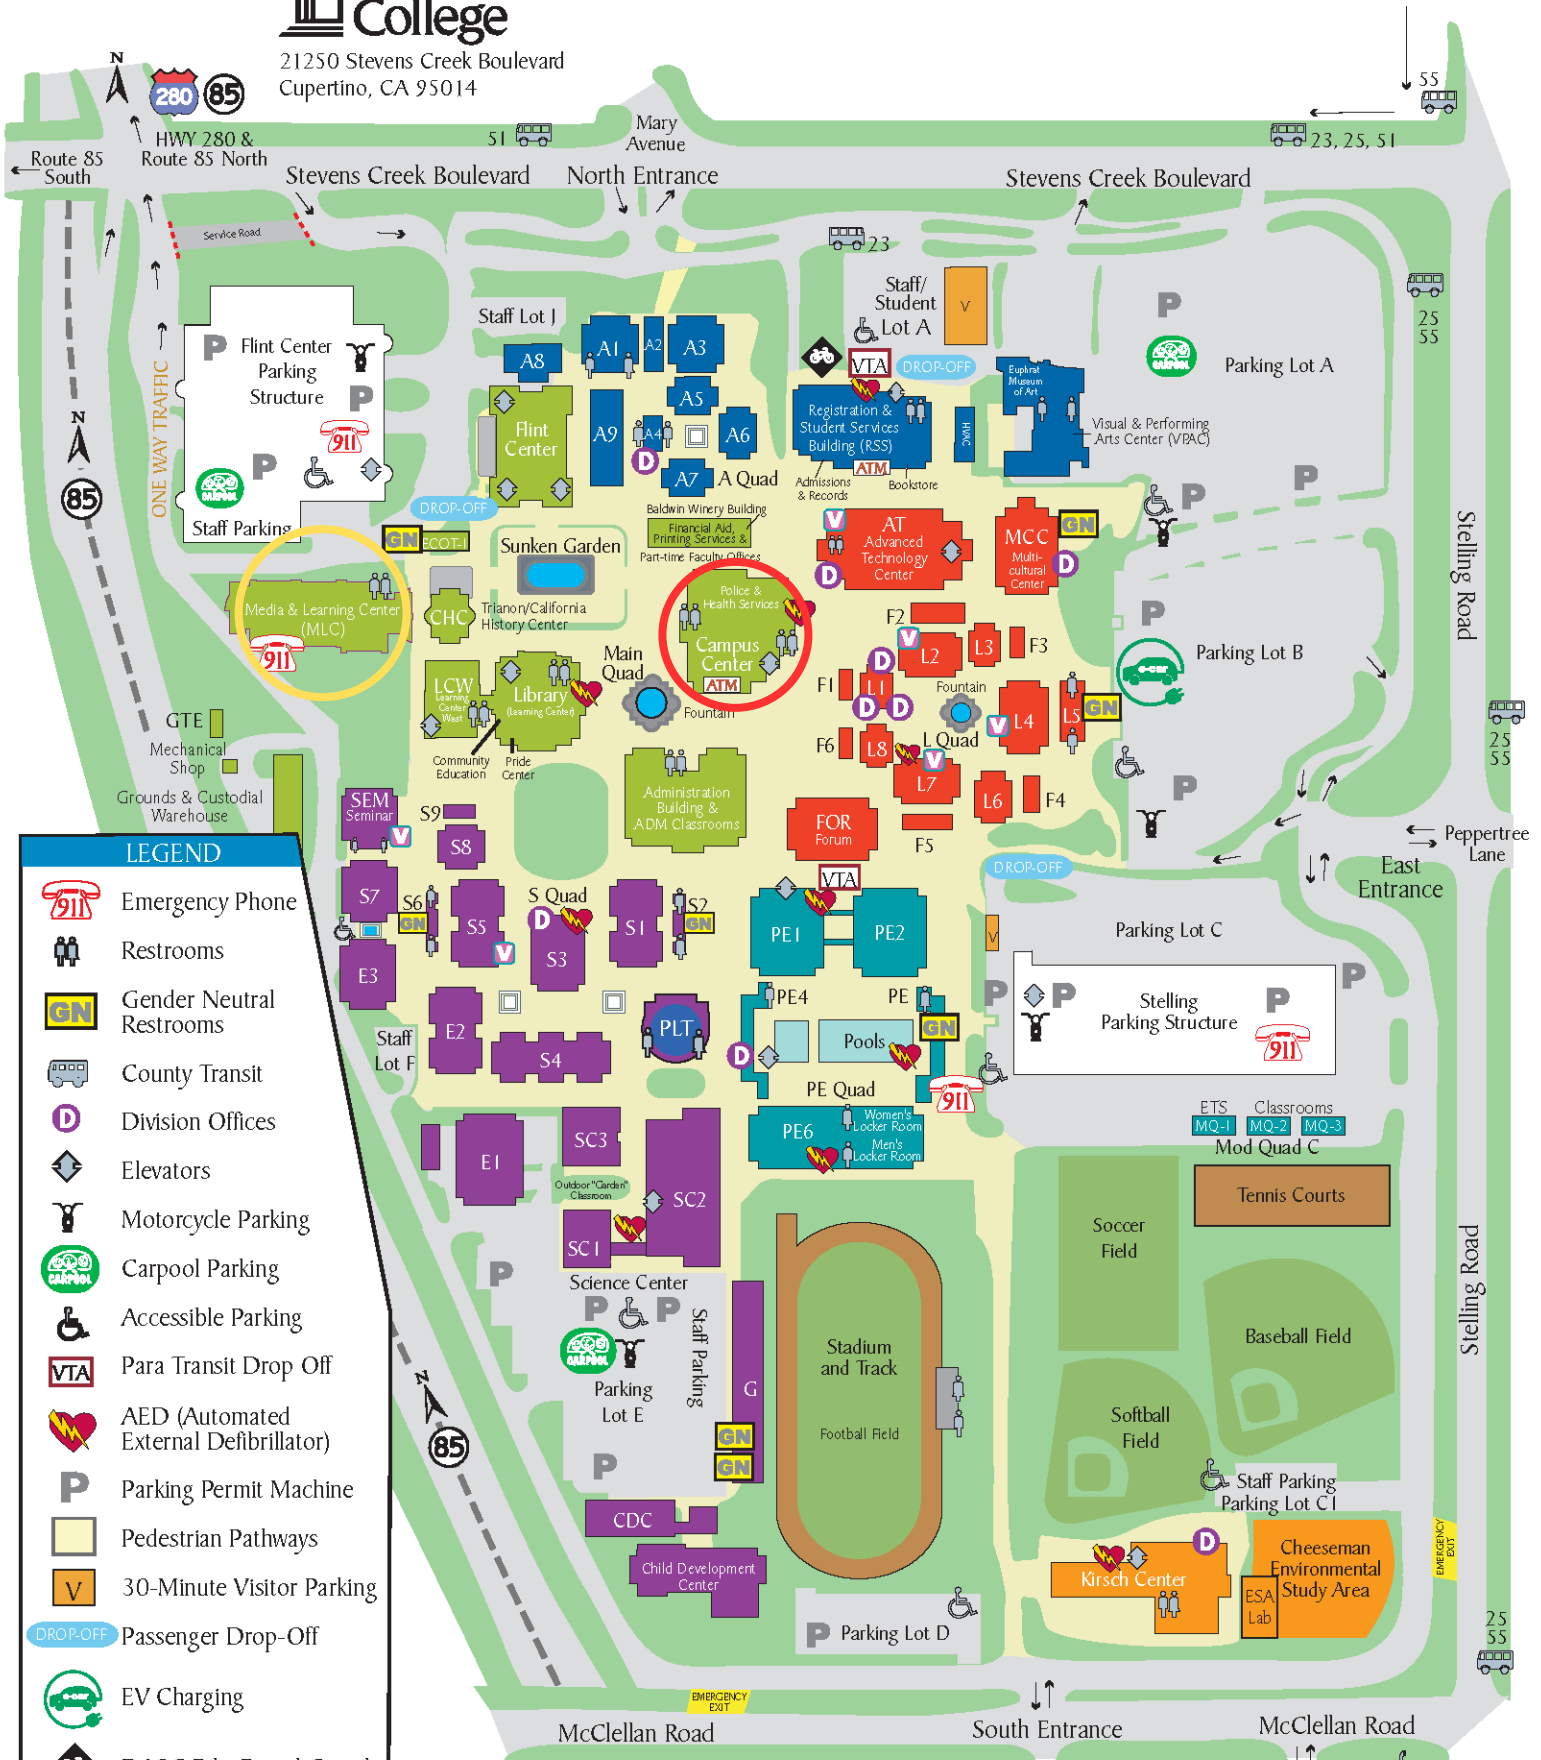 College
21250 Stevens Creek Boulevard
Cupertino, CA 95014
N
280
85
HWY 280 &
Route 85 North
Route 85
South
51
Mary
Avenue
55
23, 25, 51
Stevens Creek Boulevard
North Entrance
Stevens Creek Boulevard
Service Road
23
25
55
Staff/
Student
Lot A
V
Staff Lot J
Flint Center
Parking
Structure
P
P
P
911
CARPOOL
Staff Parking
ONE WAY TRAFFIC
N
85
A1
A2
A3
A8
A5
A9
A4
A6
D
A7
A Quad
Flint
Center
DROP-OFF
VTA
DROP-OFF
Registration &
Student Services
Building (RSS)
ATM
HVAC
Admissions
& Records
Bookstore
Euphrat
Museum
of Art
Visual & Performing
Arts Center (VPAC)
P
CARPOOL
Parking Lot A
P
P
GN
ECOT-1
Sunken Garden
Baldwin Winery Building
Financial Aid,
Printing Services &
Part-time Faculty Offices
V
AT
Advanced
Technology
Center
D
MCC
Multi-
cultural
Center
GN
D
Stelling Road
Media & Learning Center
(MLC)
911
CHC
Trianon/California
History Center
Police &
Health Services
Campus
Center
ATM
F2
V
L2
L3
F3
P
e-car
Parking Lot B
Main
Quad
Fountain
LCW
Learning
Center
West
Library
(Learning Center)
Community
Education
Pride
Center
F1
D
L1
D
D
Fountain
V
L4
L5
GN
L Quad
F6
L8
V
L7
L6
F4
F5
P
25
55
GTE
Mechanical
Shop
Grounds & Custodial
Warehouse
Administration
Building &
ADM Classrooms
FOR
Forum
VTA
DROP-OFF
Peppertree
Lane
East
Entrance
SEM
Seminar
V
S9
S8
S7
S6
GN
S5
V
S Quad
D
S3
S1
S2
GN
E3
PE1
PE2
V
Parking Lot C
P
P
P
P
Stelling
Parking Structure
911
E2
Staff
Lot F
S4
PLT
PE4
PE
GN
D
Pools
PE Quad
911
ETS
Classrooms
MQ-1
MQ-2
MQ-3
Mod Quad C
Tennis Courts
E1
SC3
Outdoor "Garden"
Classroom
SC2
SC1
Science Center
PE6
Women's
Locker Room
Men's
Locker Room
Soccer
Field
Baseball Field
Stelling Road
P
P
P
CARPOOL
Parking
Lot E
P
Staff Parking
G
GN
GN
Stadium
and Track
Football Field
Softball
Field
Staff Parking
Parking Lot C1
N
85
CDC
Child Development
Center
P
Parking Lot D
D
Kirsch Center
ESA
Lab
Cheeseman
Environmental
Study Area
EMERGENCY
EXIT
25
55
EMERGENCY
EXIT
McClellan Road
South Entrance
McClellan Road
LEGEND
911
Emergency Phone
Restrooms
GN
Gender Neutral
Restrooms
County Transit
D
Division Offices
Elevators
Motorcycle Parking
CARPOOL
Carpool Parking
Accessible Parking
VTA
Para Transit Drop Off
AED (Automated
External Defibrillator)
P
Parking Permit Machine
Pedestrian Pathways
V
30-Minute Visitor Parking
DROP-OFF
Passenger Drop-Off
e-car
EV Charging